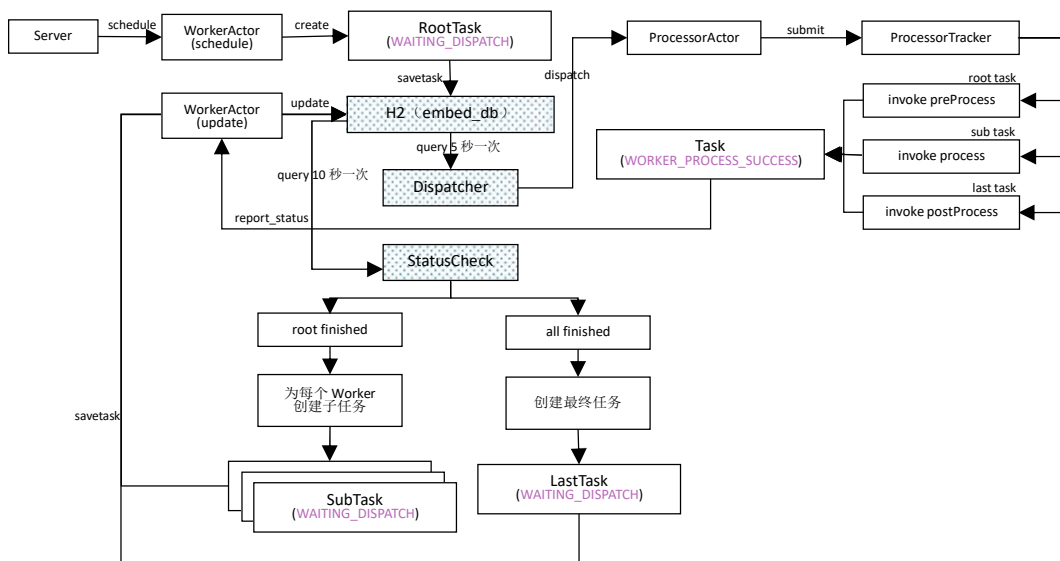 Server
schedule
WorkerActor
(schedule)
create
RootTask
(WAITING_DISPATCH)
ProcessorActor
submit
ProcessorTracker
savetask
dispatch
root task
invoke preProcess
WorkerActor
(update)
update
H2（embed_db）
sub task
invoke process
Task
(WORKER_PROCESS_SUCCESS)
query 5 秒一次
query 10 秒一次
Dispatcher
last task
invoke postProcess
report_status
StatusCheck
root finished
all finished
为每个 Worker
创建子任务
创建最终任务
savetask
SubTask
(WAITING_DISPATCH)
LastTask
(WAITING_DISPATCH)